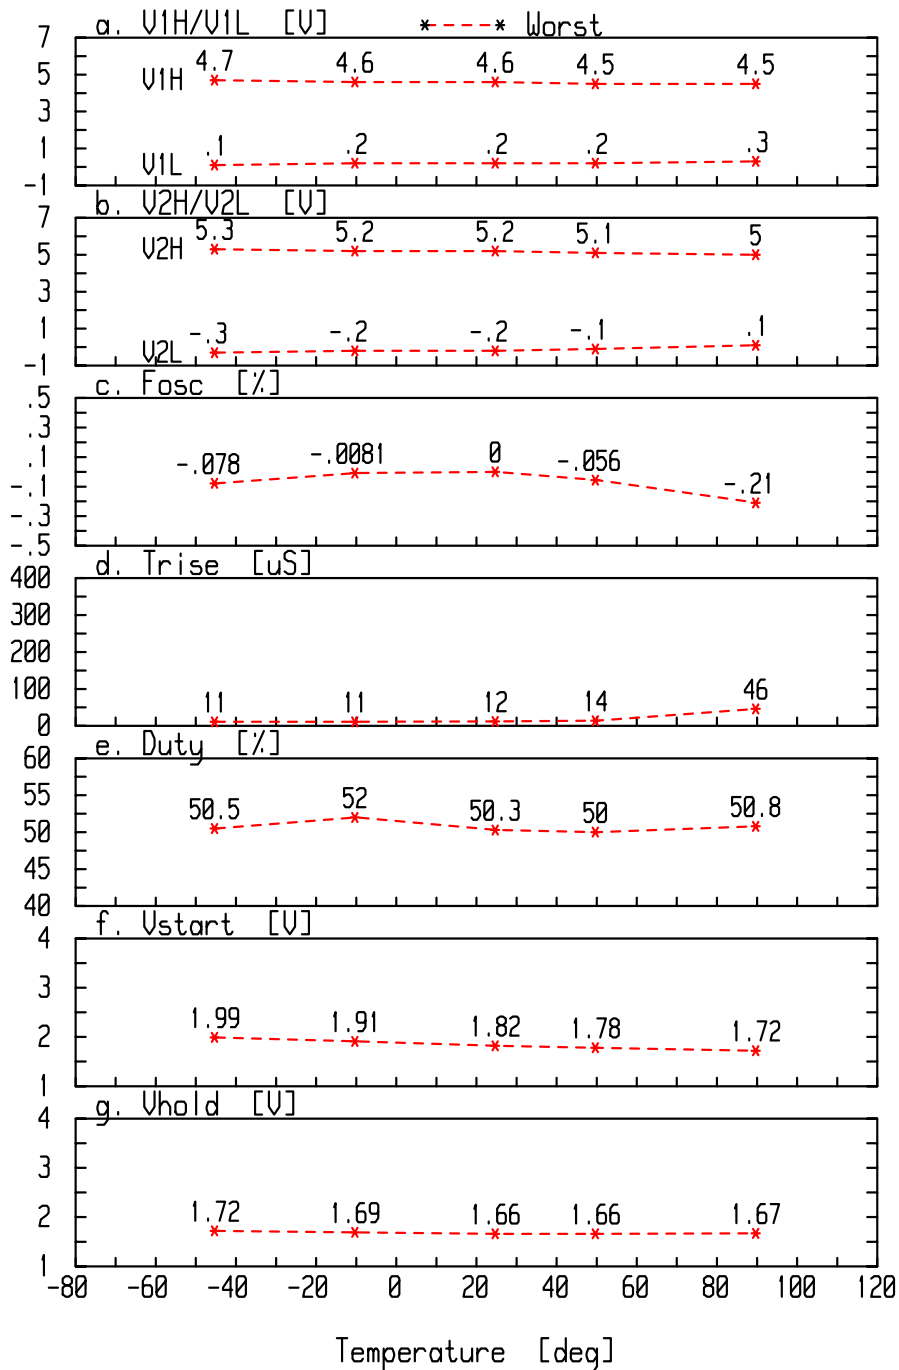 a. V1H/V1L [V] *----* Worst
7
5
3
1
-1
V1H
4.7 4.6 4.6 4.5 4.5
V1L
.1 .2 .2 .2 .3
b. V2H/V2L [V]
7
5
3
1
-1
V2H
5.3 5.2 5.2 5.1 5
V2L
-.3 -.2 -.2 -.1 .1
c. Fosc [%]
.5
.3
.1
-.1
-.3
-.5
-.078 -.0081 0 -.056 -.21
d. Trise [uS]
400
300
200
100
0
11 11 12 14 46
e. Duty [%]
60
55
50
45
40
50.5 52 50.3 50 50.8
f. Vstart [V]
4
3
2
1
1.99 1.91 1.82 1.78 1.72
g. Vhold [V]
4
3
2
1
1.72 1.69 1.66 1.66 1.67
-80 -60 -40 -20 0 20 40 60 80 100 120
Temperature [deg]